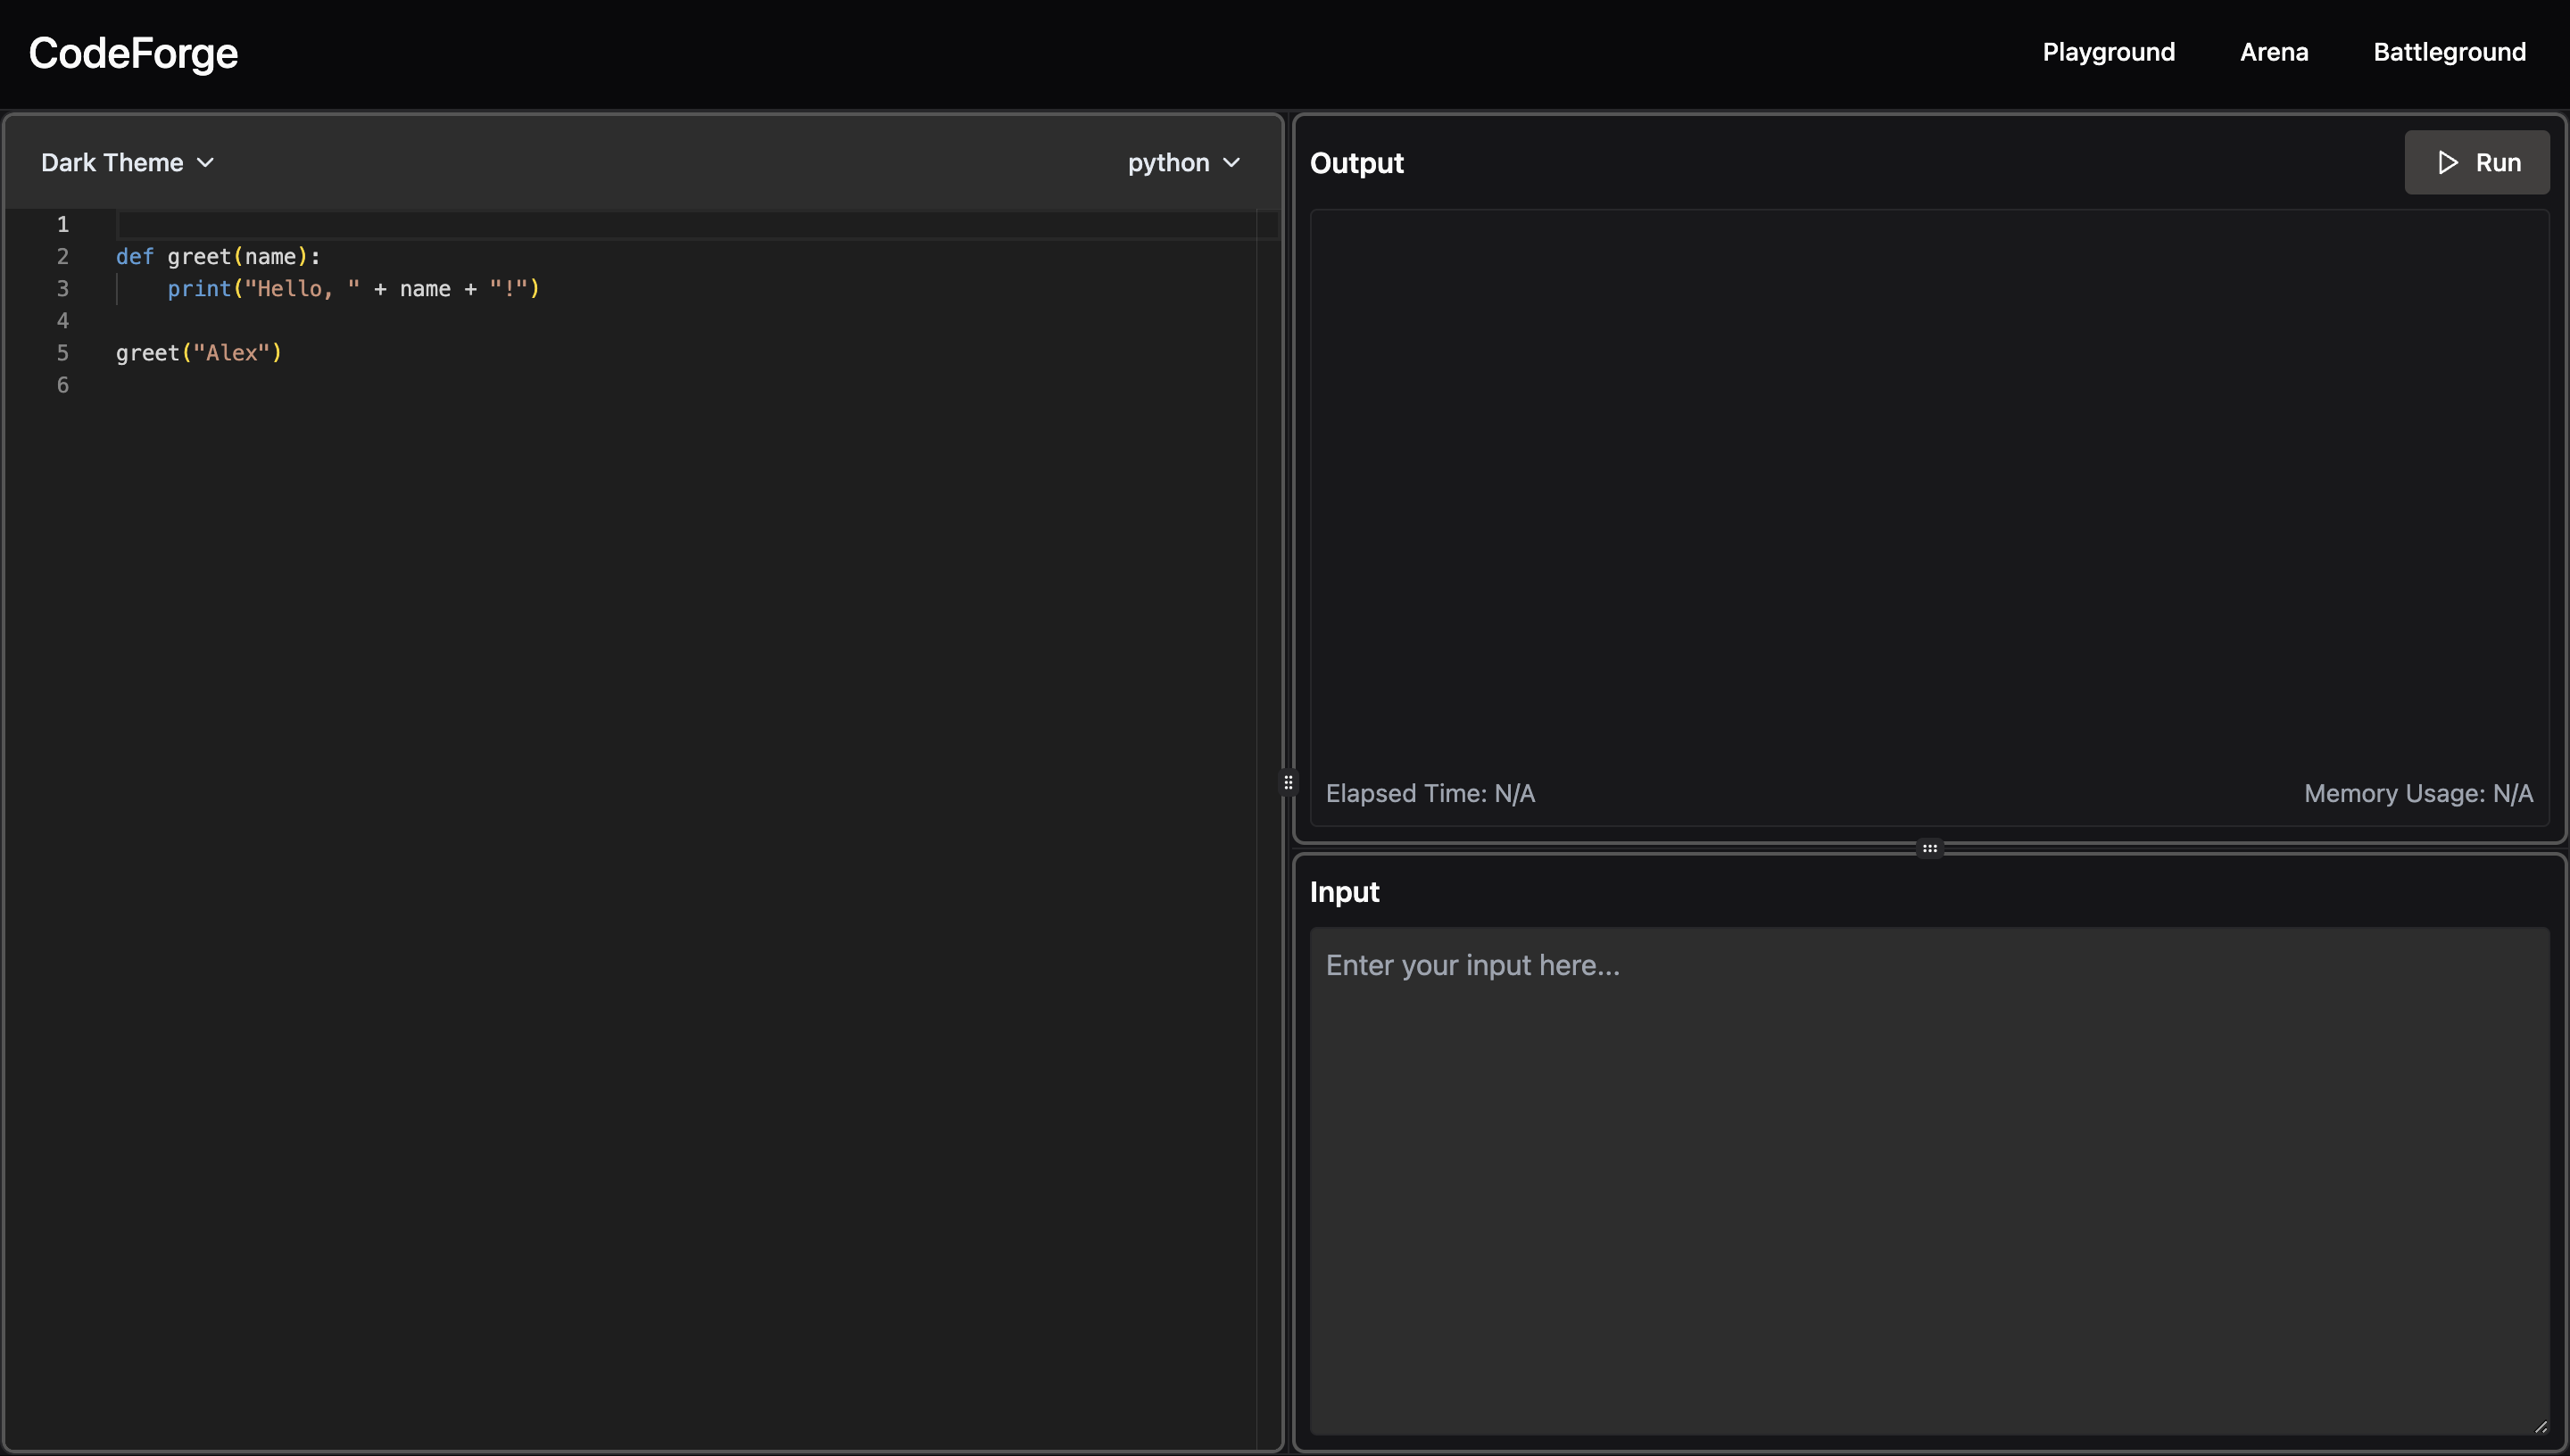 CodeForge
Playground Arena Battleground
Dark Theme python
1
2 def greet(name):
3     print("Hello, " + name + "!")
4
5 greet("Alex")
6
Output Run
Elapsed Time: N/A Memory Usage: N/A
Input
Enter your input here...